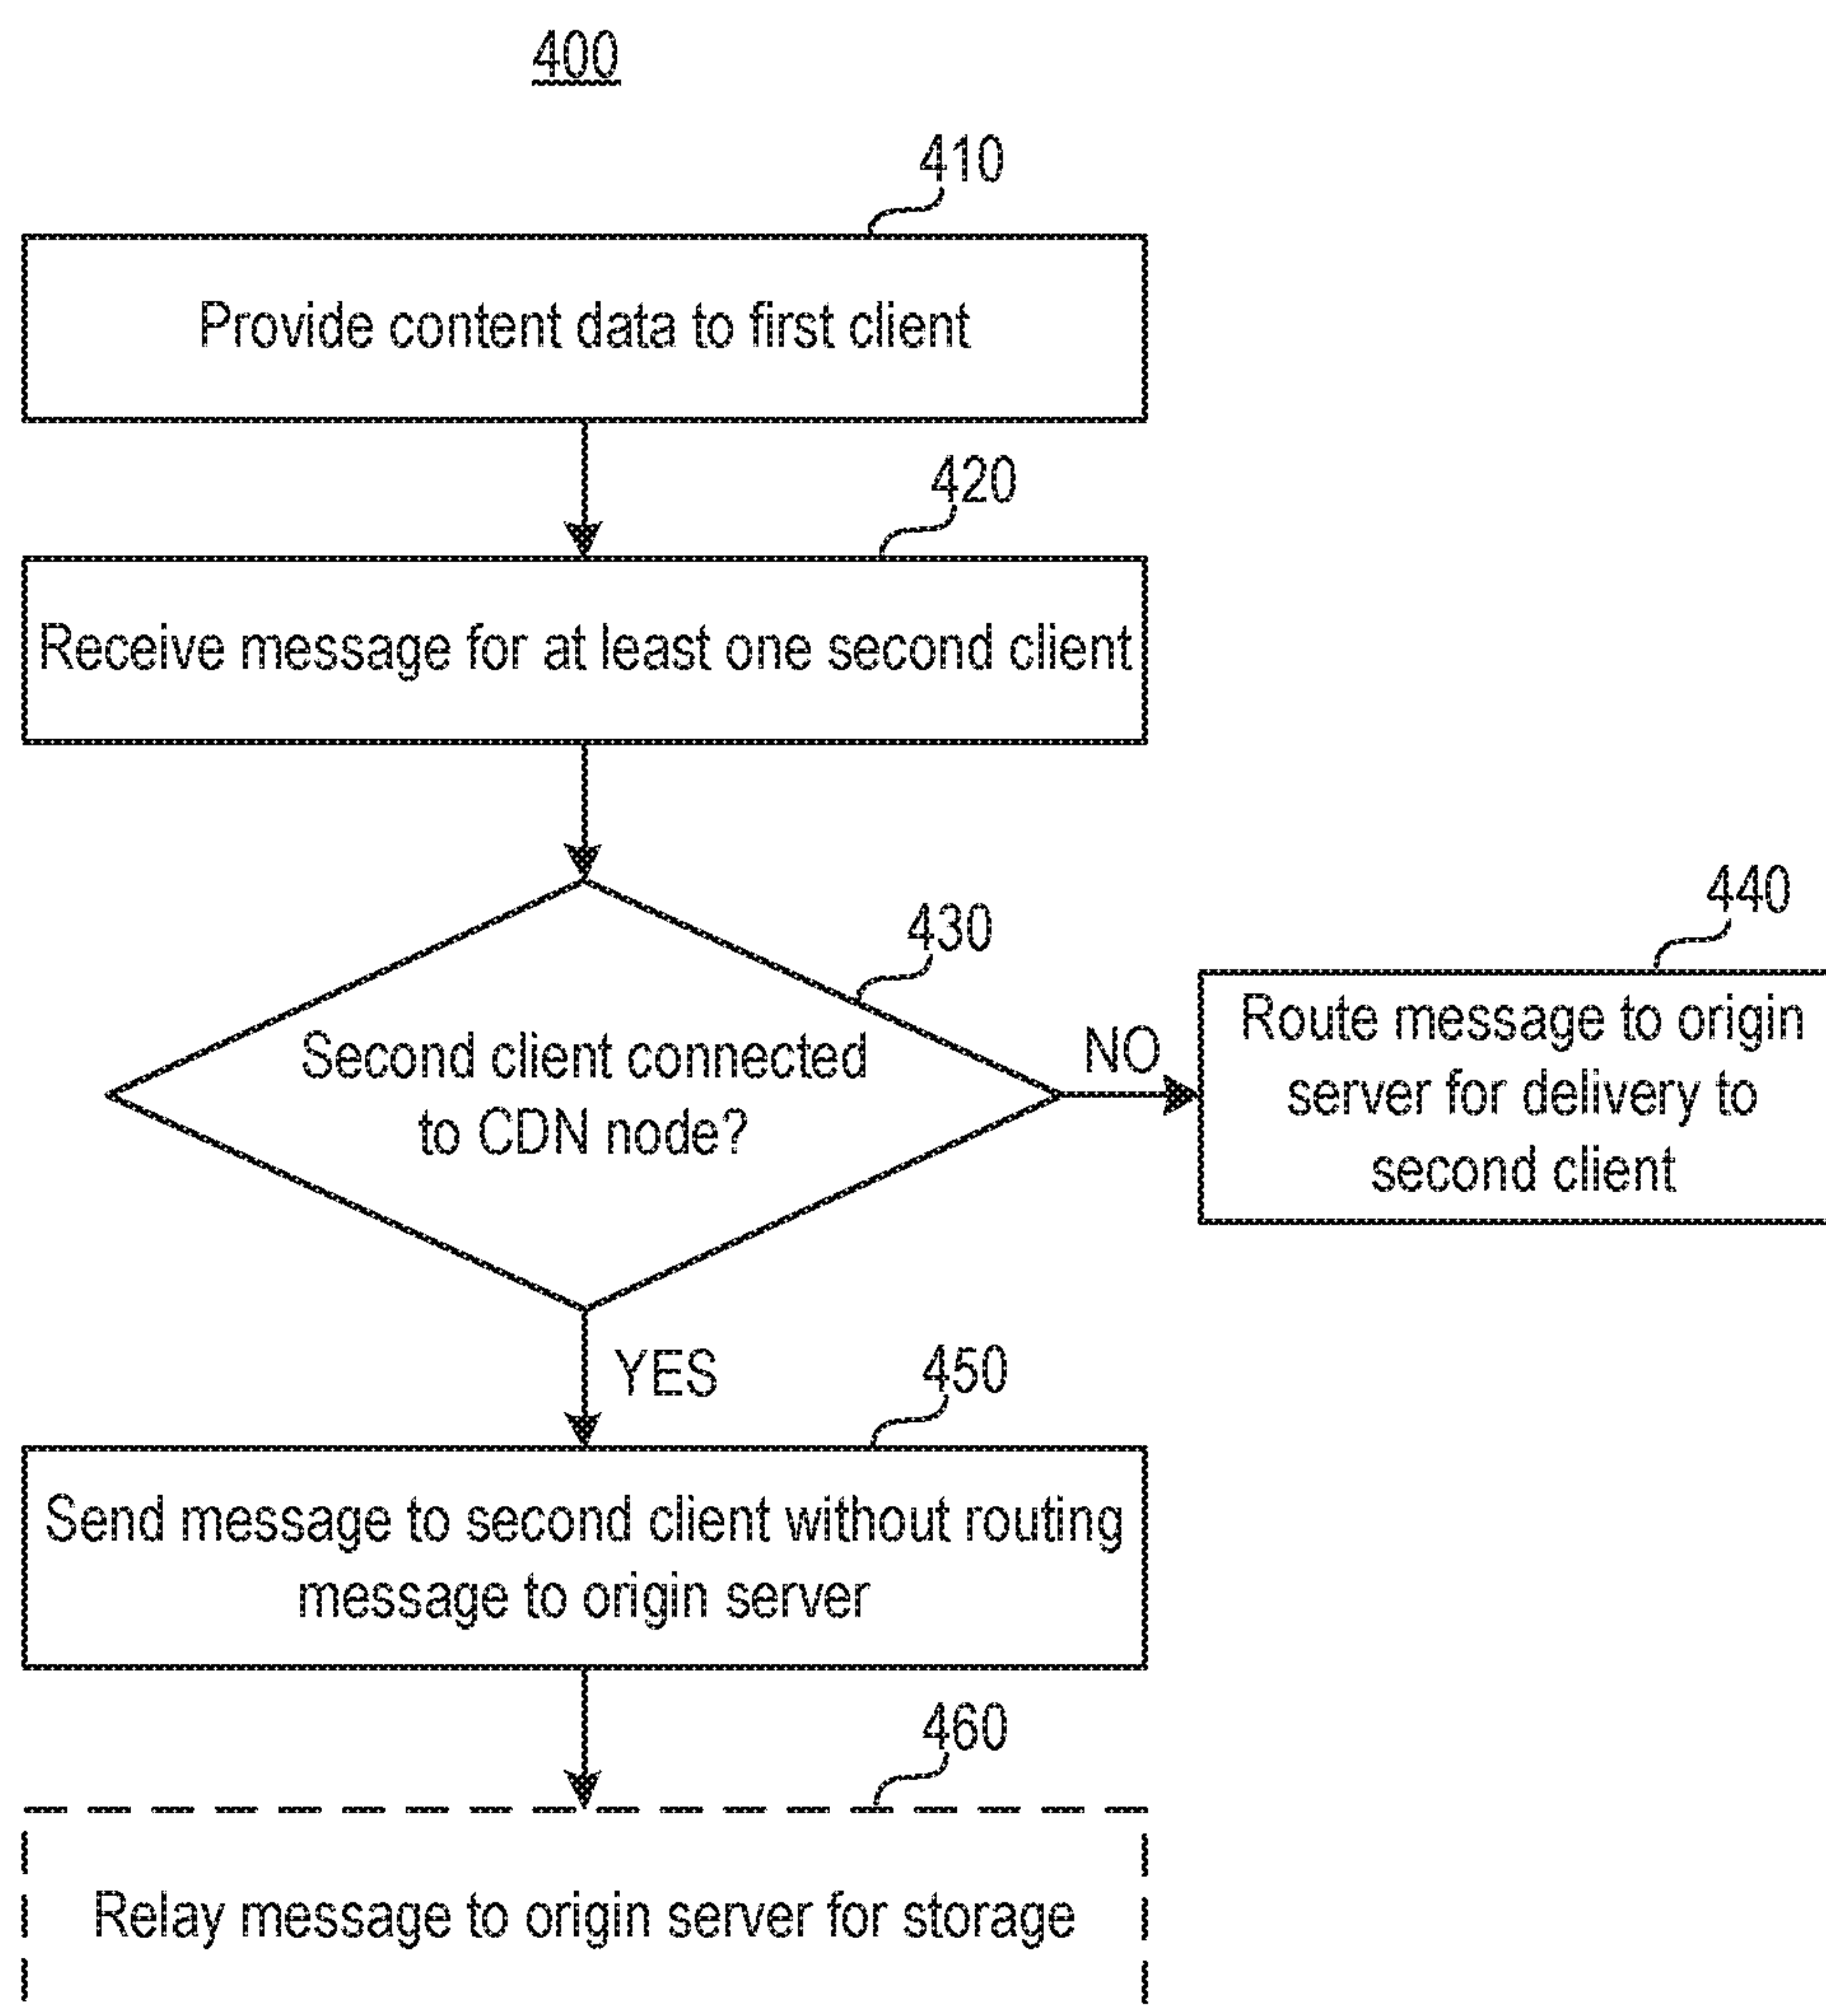 400
410
Provide content data to first client
420
Receive message for at least one second client
430
Second client connected
to CDN node?
NO
440
Route message to origin
server for delivery to
second client
YES
450
Send message to second client without routing
message to origin server
460
Relay message to origin server for storage